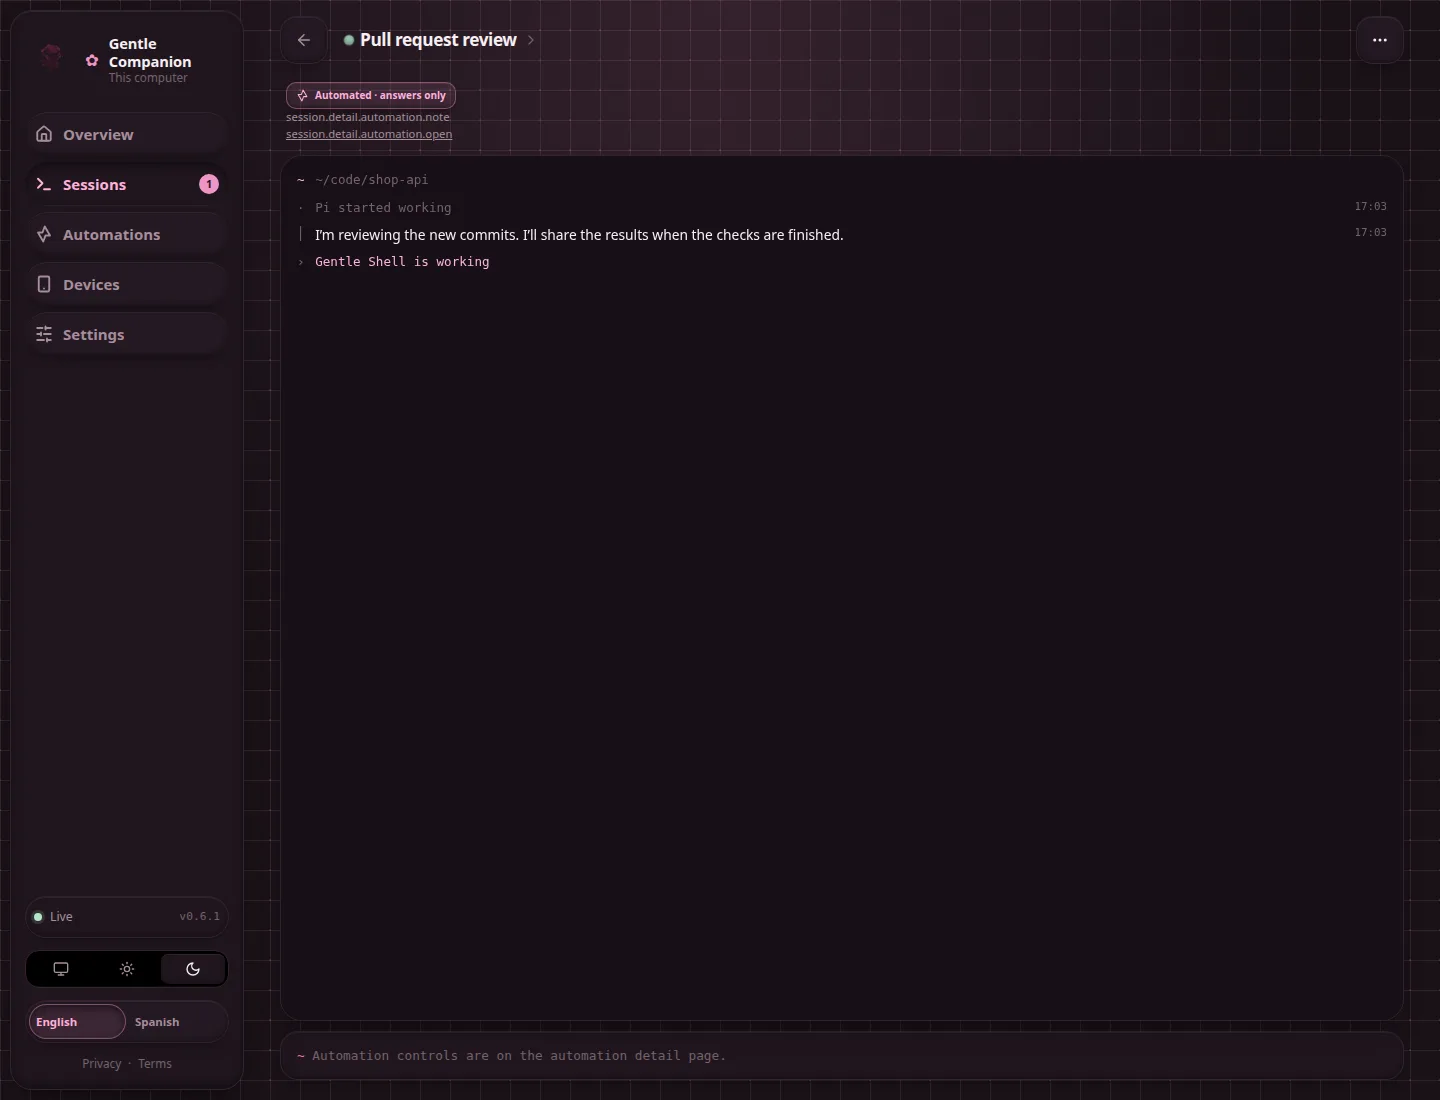 Gentle
Companion
This computer
Overview
Sessions 1
Automations
Devices
Settings
Live v0.6.1
English Spanish
Privacy · Terms
Pull request review
Automated · answers only
session.detail.automation.note
session.detail.automation.open
~ ~/code/shop-api
· Pi started working 17:03
I’m reviewing the new commits. I’ll share the results when the checks are finished. 17:03
› Gentle Shell is working
~ Automation controls are on the automation detail page.